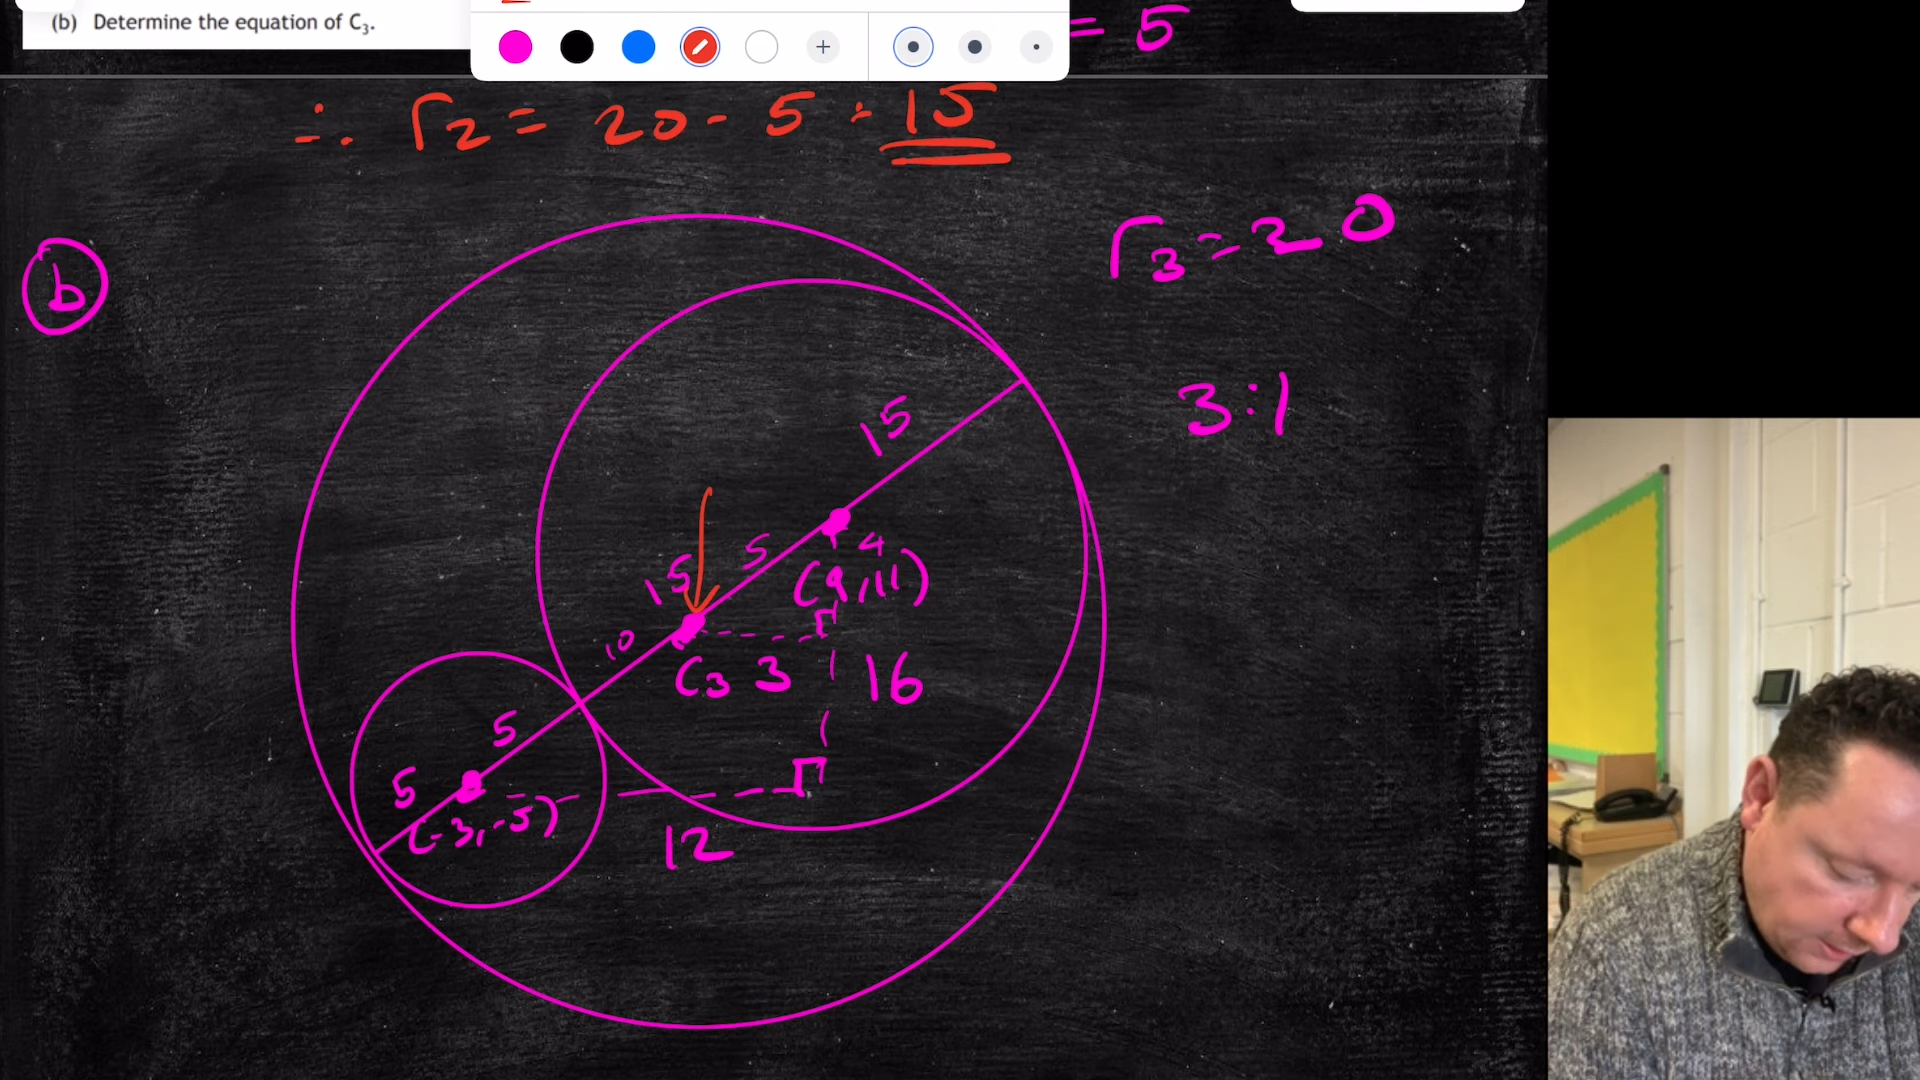 (b) Determine the equation of C₃.
= 5
∴ r₂ = 20 - 5 = 15
b
r₃ = 20
3:1
15
5
4
(9,11)
15
10
C₃
3
16
5
5
(-3,-5)
12